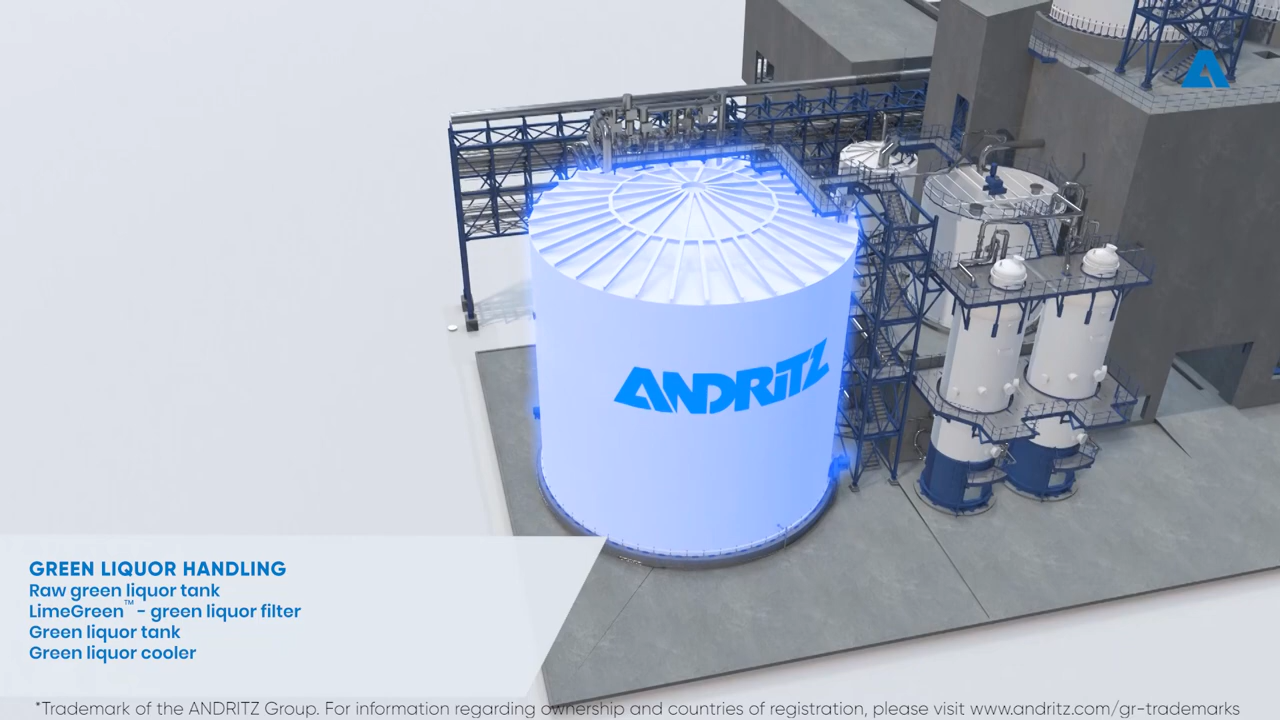 ANDRITZ
GREEN LIQUOR HANDLING
Raw green liquor tank
LimeGreen™ - green liquor filter
Green liquor tank
Green liquor cooler
*Trademark of the ANDRITZ Group. For information regarding ownership and countries of registration, please visit www.andritz.com/gr-trademarks